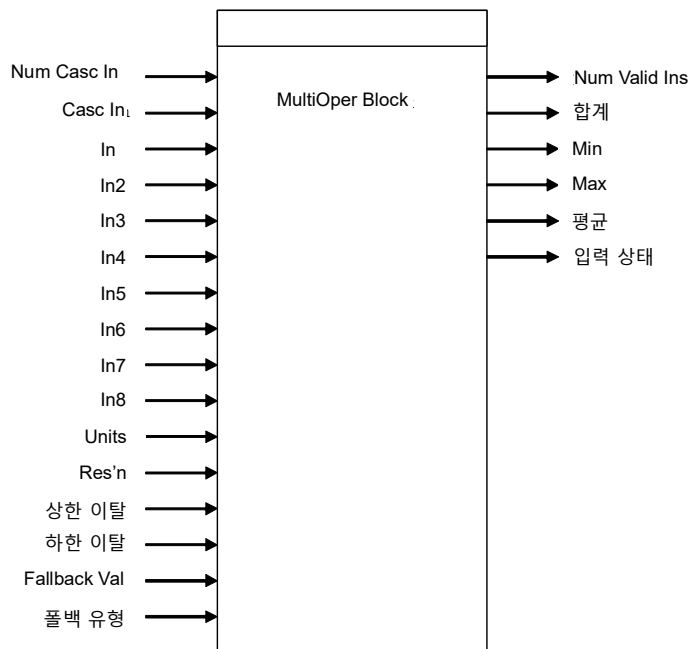 Num Casc In
Casc In1
In
In2
In3
In4
In5
In6
In7
In8
Units
Res'n
상한 이탈
하한 이탈
Fallback Val
폴백 유형
MultiOper Block
Num Valid Ins
합계
Min
Max
평균
입력 상태